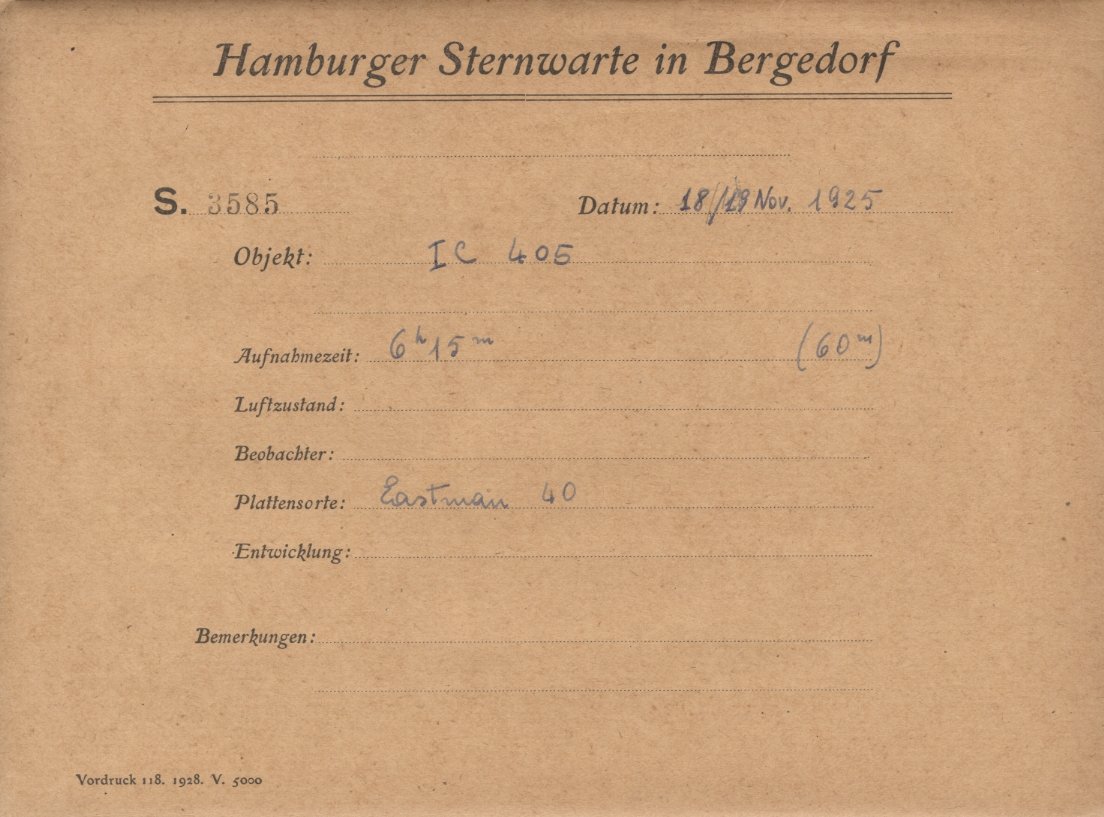 Hamburger Sternwarte in Bergedorf
S. 3585 Datum: 18/19 Nov. 1925
Objekt: IC 405
Aufnahmezeit: 6h 15m (60m)
Luftzustand:
Beobachter:
Plattensorte: Eastman 40
Entwicklung:
Bemerkungen:
Vordruck 118. 1928. V. 5000